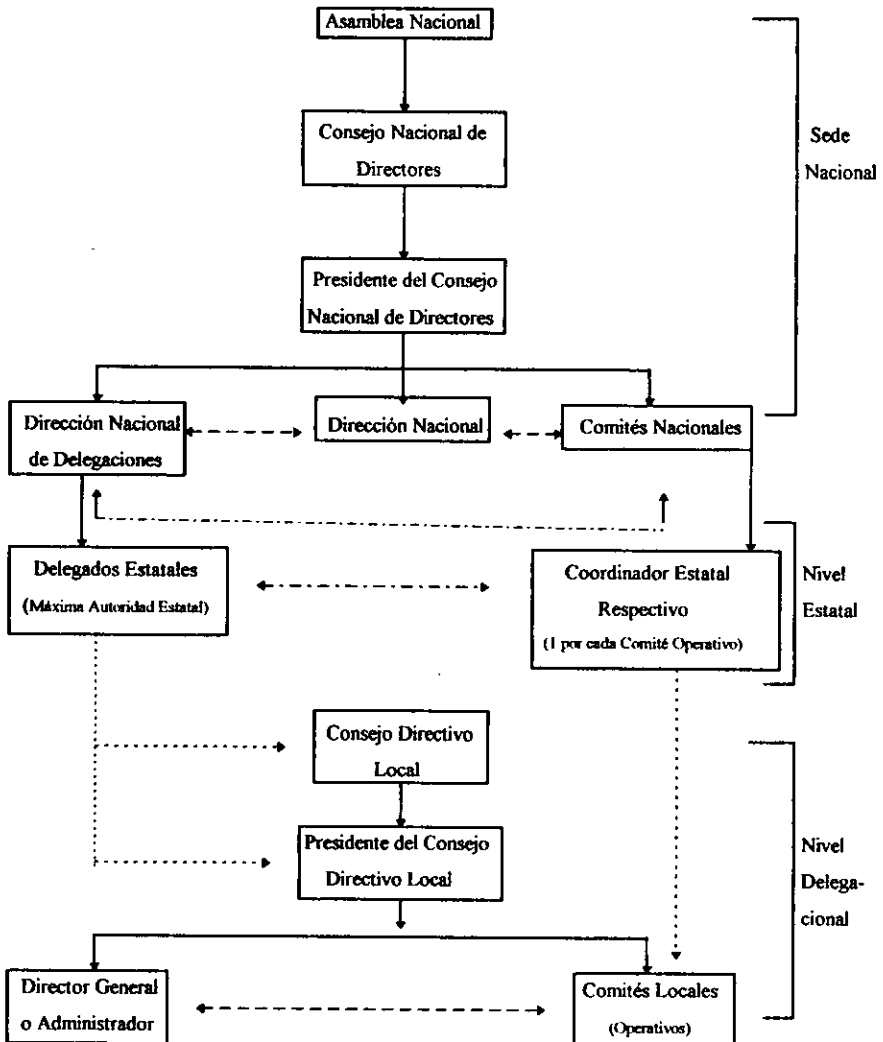 Asamblea Nacional
Consejo Nacional de
Directores
Sede
Nacional
Presidente del Consejo
Nacional de Directores
Dirección Nacional
de Delegaciones
Dirección Nacional
Comités Nacionales
Delegados Estatales
(Máxima Autoridad Estatal)
Coordinador Estatal
Respectivo
(1 por cada Comité Operativo)
Nivel
Estatal
Consejo Directivo
Local
Presidente del Consejo
Directivo Local
Nivel
Delega-
cional
Director General
o Administrador
Comités Locales
(Operativos)